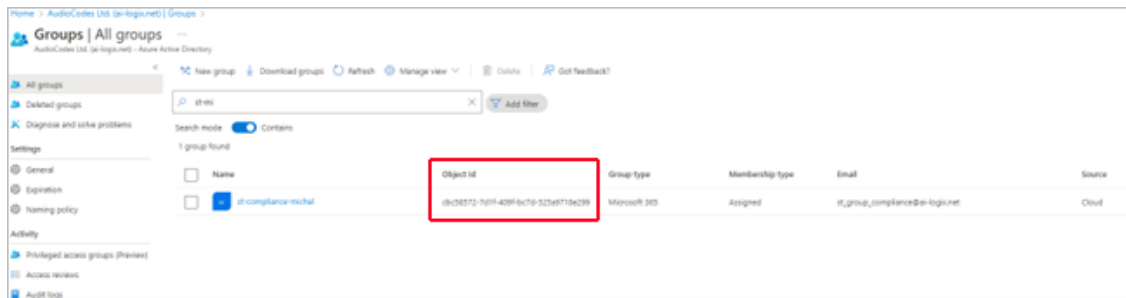 Home > AudioCodes Ltd. (ai-logix.net) | Groups >
Groups | All groups ...
AudioCodes Ltd. (ai-logix.net) - Azure Active Directory
«
New group Download groups Refresh Manage view Delete Got feedback?
All groups
Deleted groups
st-mi Add filter
Diagnose and solve problems
Search mode Contains
1 group found
Settings
General
Name Object Id Group type Membership type Email Source
Expiration
st-compliance-michal Microsoft 365 Assigned st_group_compliance@ai-logix.net Cloud
Naming policy
Activity
Privileged access groups (Preview)
Access reviews
Audit logs